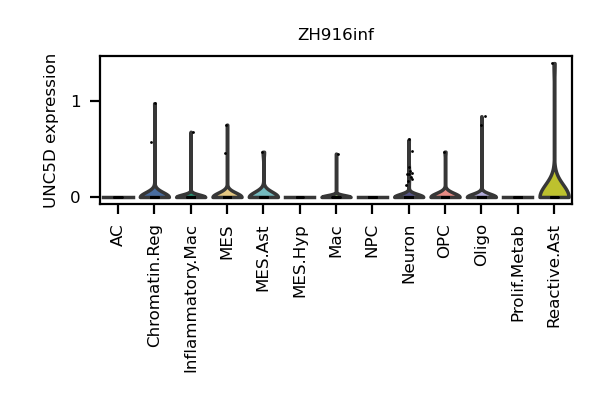 ZH916inf
UNC5D expression
1
0
AC
Chromatin.Reg
Inflammatory.Mac
MES
MES.Ast
MES.Hyp
Mac
NPC
Neuron
OPC
Oligo
Prolif.Metab
Reactive.Ast